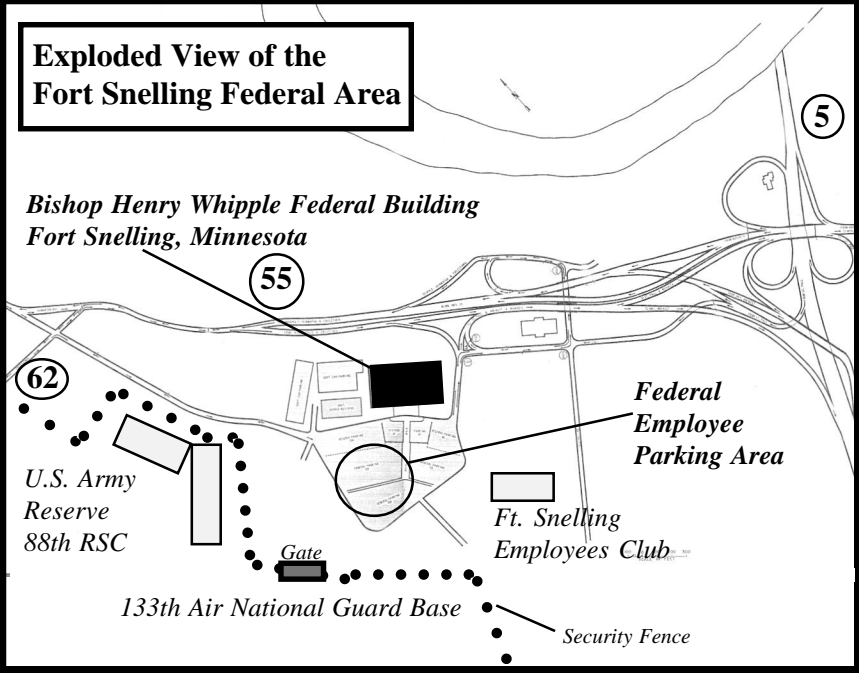 Exploded View of the
Fort Snelling Federal Area
5
Bishop Henry Whipple Federal Building
Fort Snelling, Minnesota
55
62
Federal
Employee
Parking Area
U.S. Army
Reserve
88th RSC
Ft. Snelling
Employees Club
Gate
133th Air National Guard Base
Security Fence